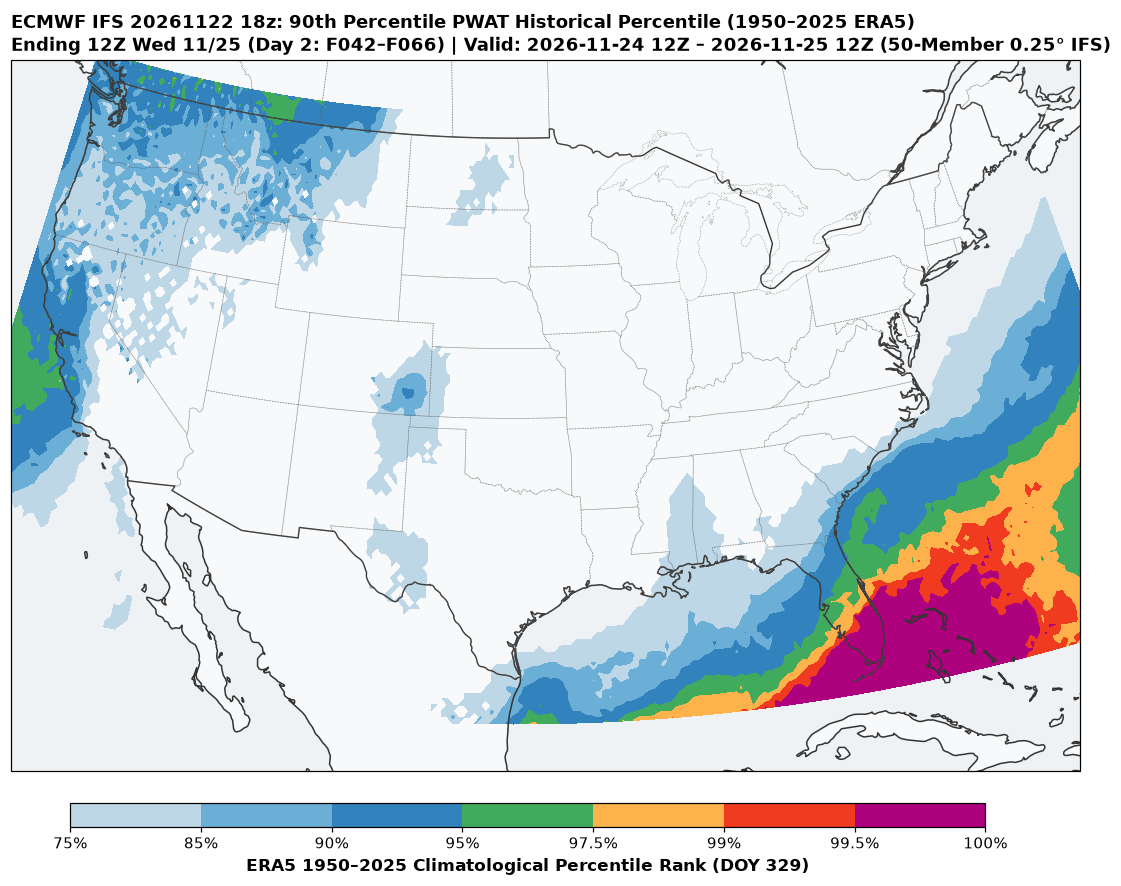 ECMWF IFS 20261122 18z: 90th Percentile PWAT Historical Percentile (1950–2025 ERA5)
Ending 12Z Wed 11/25 (Day 2: F042–F066) | Valid: 2026-11-24 12Z – 2026-11-25 12Z (50-Member 0.25° IFS)
75% 85% 90% 95% 97.5% 99% 99.5% 100%
ERA5 1950–2025 Climatological Percentile Rank (DOY 329)